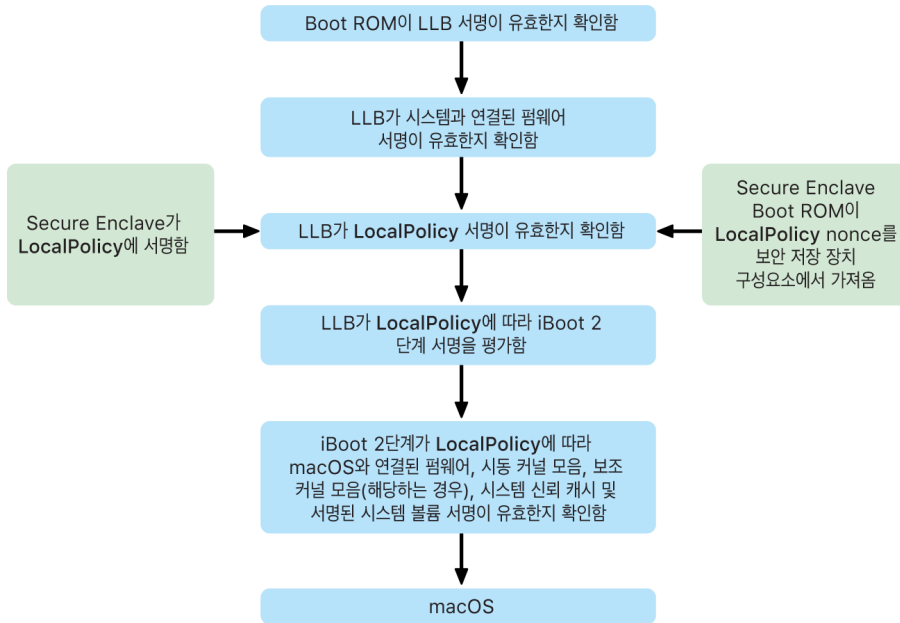 Boot ROM이 LLB 서명이 유효한지 확인함
LLB가 시스템과 연결된 펌웨어
서명이 유효한지 확인함
Secure Enclave가
LocalPolicy에 서명함
LLB가 LocalPolicy 서명이 유효한지 확인함
Secure Enclave
Boot ROM이
LocalPolicy nonce를
보안 저장 장치
구성요소에서 가져옴
LLB가 LocalPolicy에 따라 iBoot 2
단계 서명을 평가함
iBoot 2단계가 LocalPolicy에 따라
macOS와 연결된 펌웨어, 시동 커널 모음, 보조
커널 모음(해당하는 경우), 시스템 신뢰 캐시 및
서명된 시스템 볼륨 서명이 유효한지 확인함
macOS